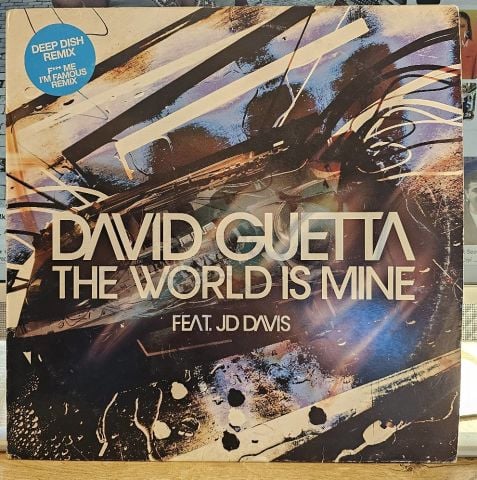 DEEP DISH
REMIX
F*** ME
I'M FAMOUS
REMIX
DAVID GUETTA
THE WORLD IS MINE
FEAT. JD DAVIS